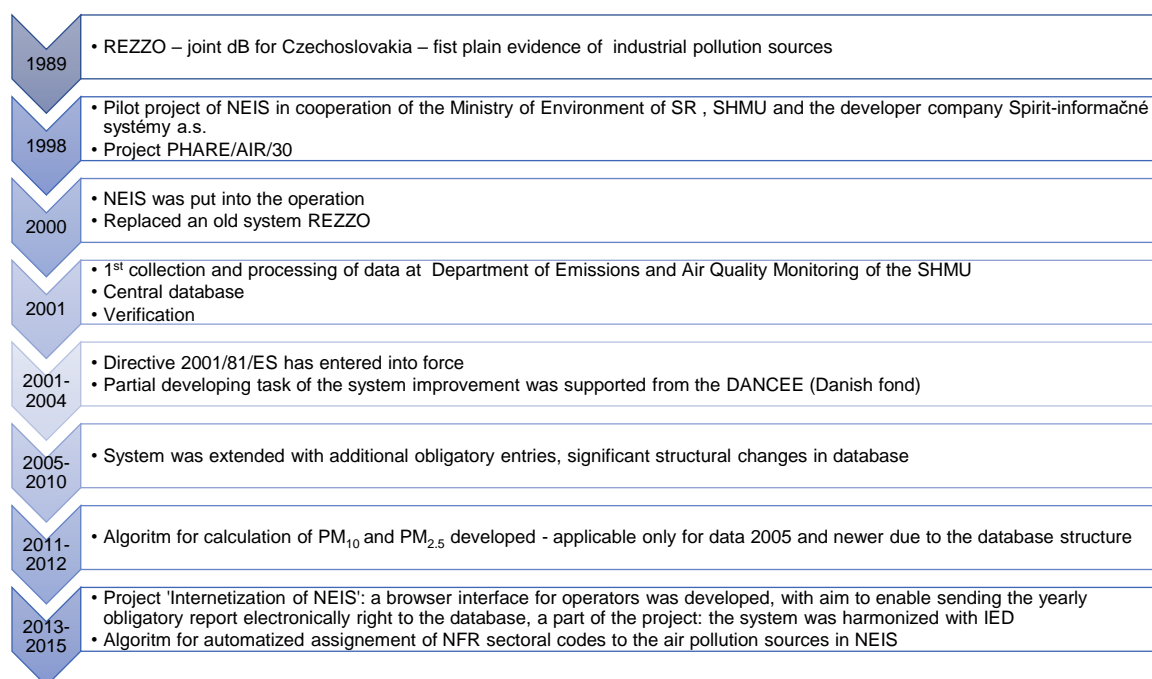 1989
• REZZO – joint dB for Czechoslovakia – fist plain evidence of industrial pollution sources
1998
• Pilot project of NEIS in cooperation of the Ministry of Environment of SR , SHMU and the developer company Spirit-informačné
systémy a.s.
• Project PHARE/AIR/30
2000
• NEIS was put into the operation
• Replaced an old system REZZO
2001
• 1st collection and processing of data at Department of Emissions and Air Quality Monitoring of the SHMU
• Central database
• Verification
2001-
2004
• Directive 2001/81/ES has entered into force
• Partial developing task of the system improvement was supported from the DANCEE (Danish fond)
2005-
2010
• System was extended with additional obligatory entries, significant structural changes in database
2011-
2012
• Algoritm for calculation of PM10 and PM2.5 developed - applicable only for data 2005 and newer due to the database structure
2013-
2015
• Project 'Internetization of NEIS': a browser interface for operators was developed, with aim to enable sending the yearly
obligatory report electronically right to the database, a part of the project: the system was harmonized with IED
• Algoritm for automatized assignement of NFR sectoral codes to the air pollution sources in NEIS